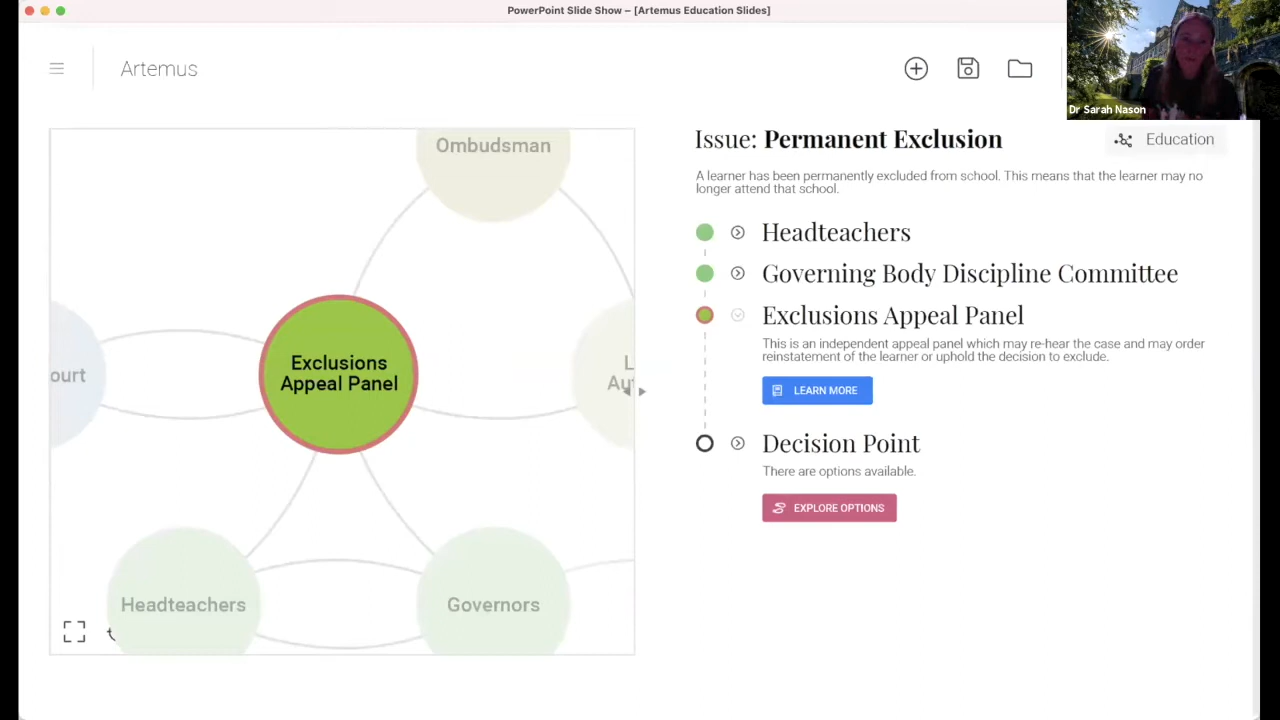 PowerPoint Slide Show – [Artemus Education Slides]
Artemus
Dr Sarah Nason
Ombudsman
Exclusions
Appeal Panel
Headteachers
Governors
Issue: Permanent Exclusion
Education
A learner has been permanently excluded from school. This means that the learner may no
longer attend that school.
Headteachers
Governing Body Discipline Committee
Exclusions Appeal Panel
This is an independent appeal panel which may re-hear the case and may order
reinstatement of the learner or uphold the decision to exclude.
LEARN MORE
Decision Point
There are options available.
EXPLORE OPTIONS